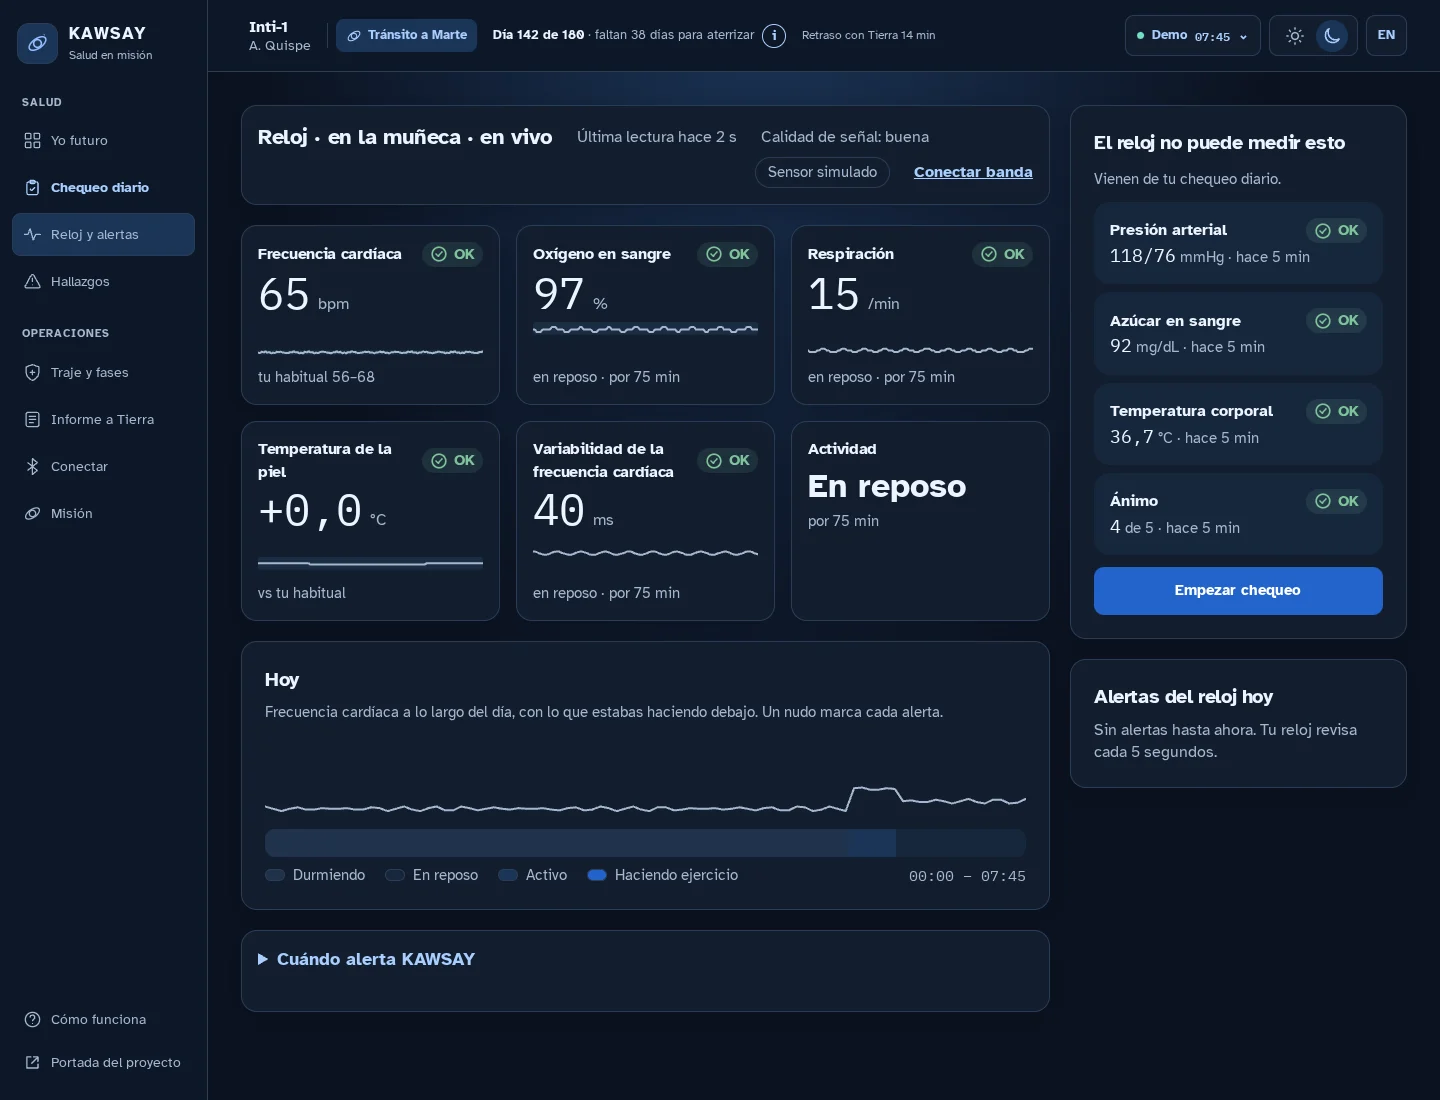 KAWSAY
Salud en misión
SALUD
Yo futuro
Chequeo diario
Reloj y alertas
Hallazgos
OPERACIONES
Traje y fases
Informe a Tierra
Conectar
Misión
Cómo funciona
Portada del proyecto
Inti-1
A. Quispe
Tránsito a Marte
Día 142 de 180 · faltan 38 días para aterrizar
i
Retraso con Tierra 14 min
Demo 07:45
EN
Reloj · en la muñeca · en vivo
Última lectura hace 2 s
Calidad de señal: buena
Sensor simulado
Conectar banda
Frecuencia cardíaca
OK
65 bpm
tu habitual 56–68
Oxígeno en sangre
OK
97 %
en reposo · por 75 min
Respiración
OK
15 /min
en reposo · por 75 min
Temperatura de la
piel
OK
+0,0 °C
vs tu habitual
Variabilidad de la
frecuencia cardíaca
OK
40 ms
en reposo · por 75 min
Actividad
En reposo
por 75 min
Hoy
Frecuencia cardíaca a lo largo del día, con lo que estabas haciendo debajo. Un nudo marca cada alerta.
Durmiendo
En reposo
Activo
Haciendo ejercicio
00:00 – 07:45
Cuándo alerta KAWSAY
El reloj no puede medir esto
Vienen de tu chequeo diario.
Presión arterial
OK
118/76 mmHg · hace 5 min
Azúcar en sangre
OK
92 mg/dL · hace 5 min
Temperatura corporal
OK
36,7 °C · hace 5 min
Ánimo
OK
4 de 5 · hace 5 min
Empezar chequeo
Alertas del reloj hoy
Sin alertas hasta ahora. Tu reloj revisa
cada 5 segundos.